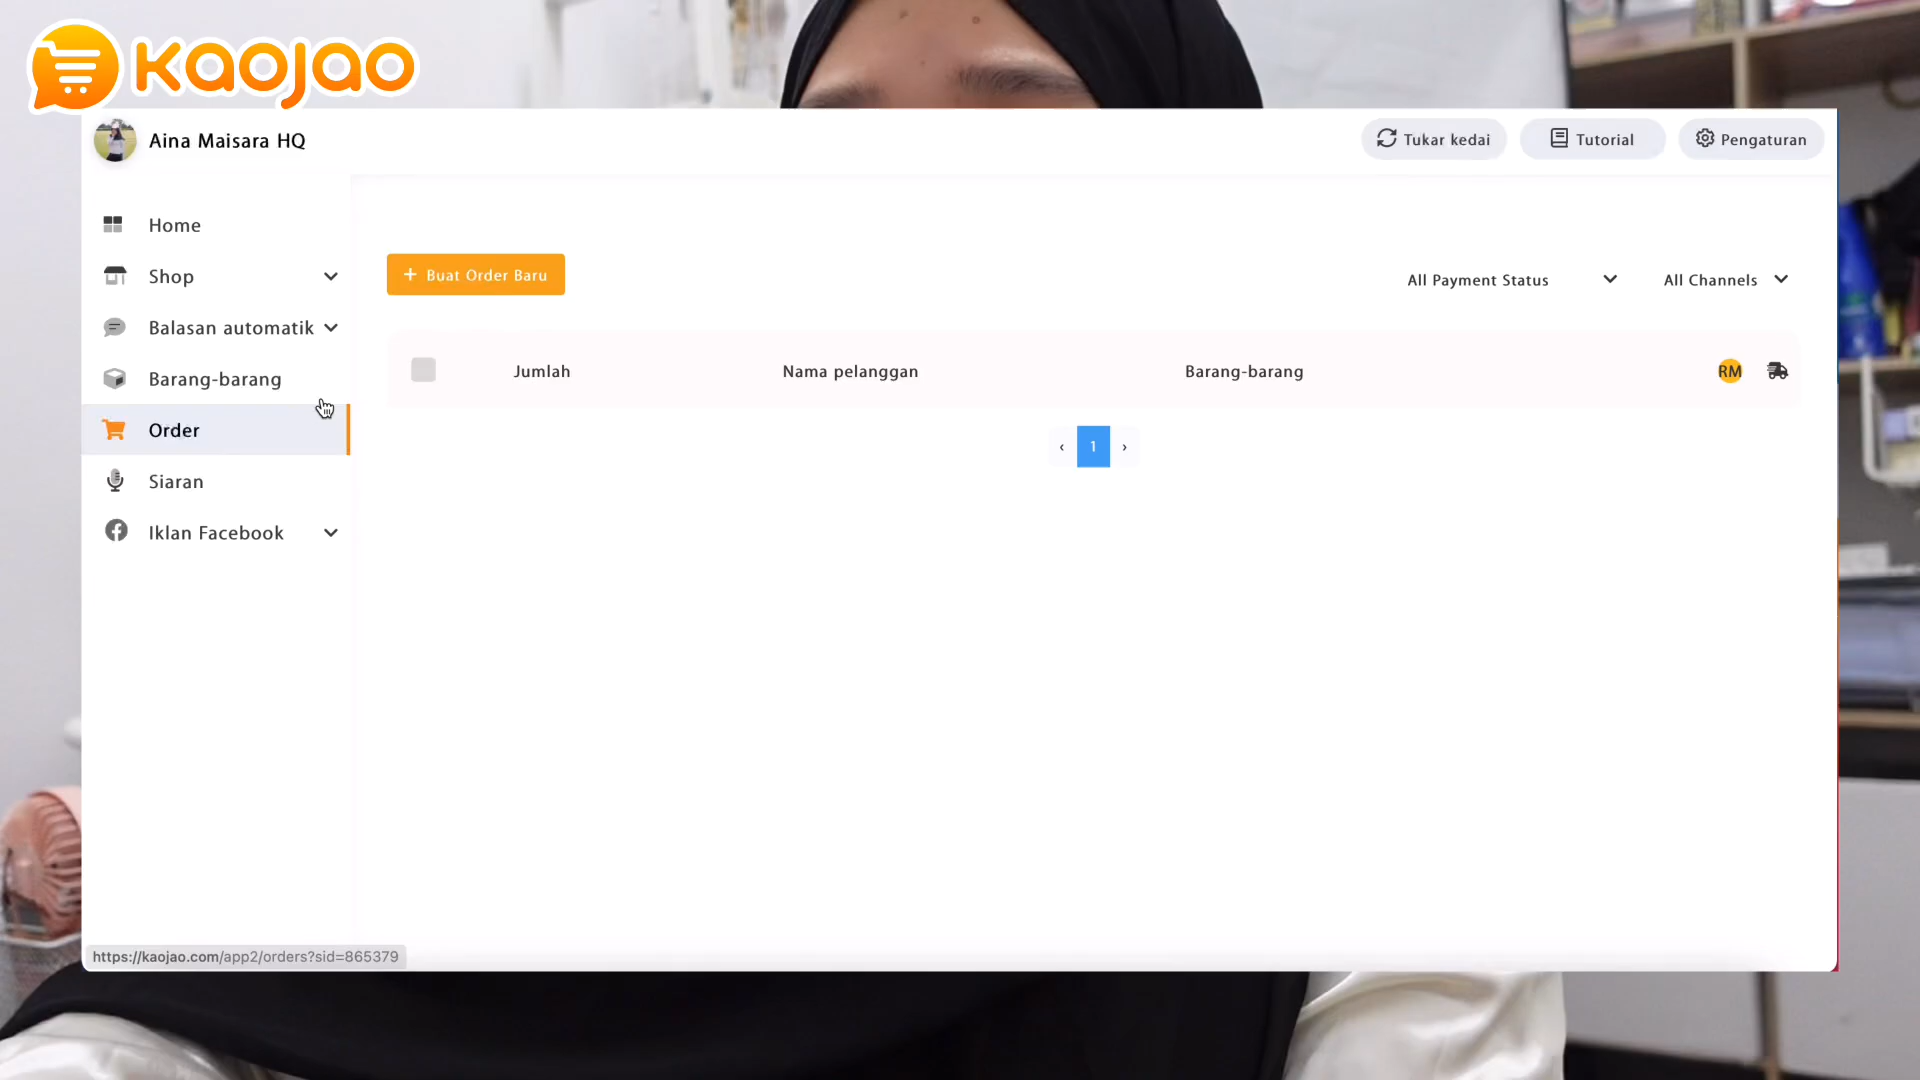 Kaojao
Aina Maisara HQ
Tukar kedai
Tutorial
Pengaturan
Home
Shop
Balasan automatik
Barang-barang
Order
Siaran
Iklan Facebook
+ Buat Order Baru
All Payment Status
All Channels
Jumlah
Nama pelanggan
Barang-barang
RM
‹ 1 ›
https://kaojao.com/app2/orders?sid=865379